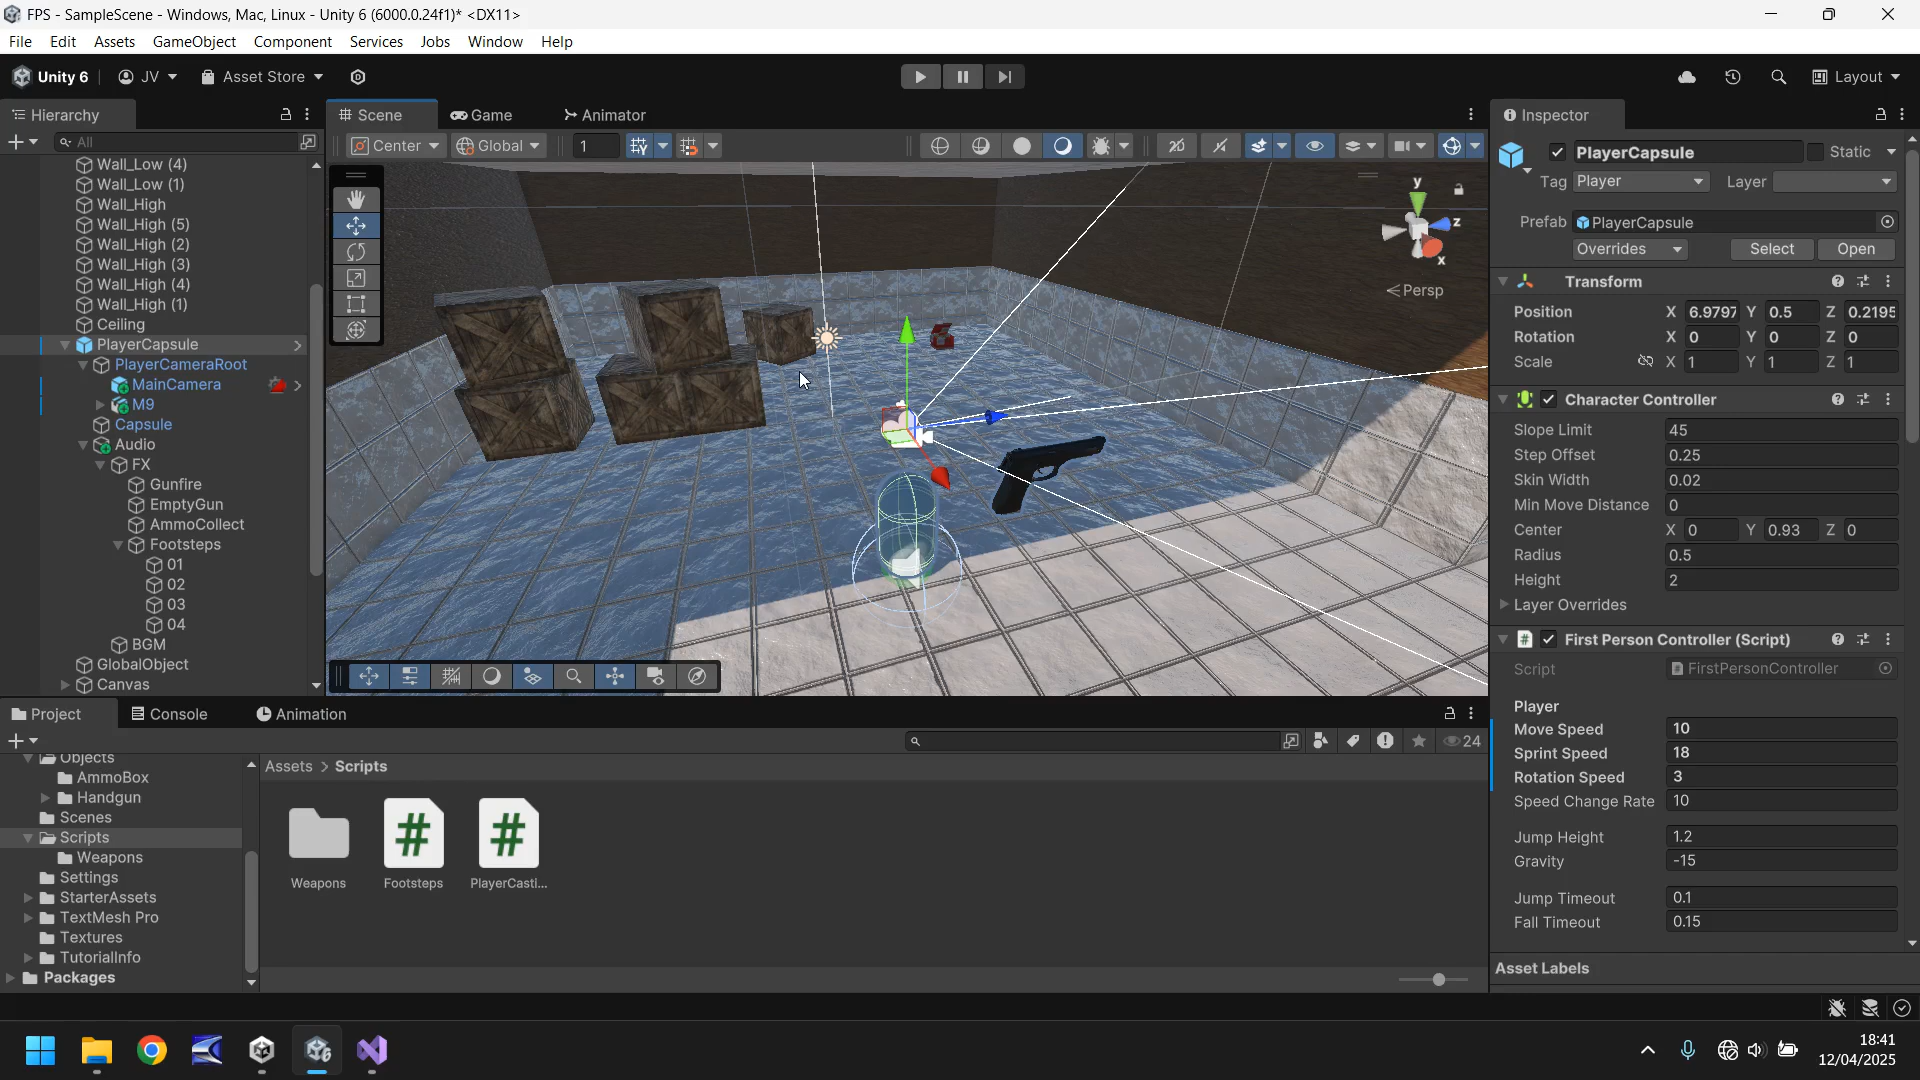 FPS - SampleScene - Windows, Mac, Linux - Unity 6 (6000.0.24f1)* <DX11>
File Edit Assets GameObject Component Services Jobs Window Help
Unity 6 JV Asset Store Layout
Hierarchy
All
Wall_Low (4)
Wall_Low (1)
Wall_High
Wall_High (5)
Wall_High (2)
Wall_High (3)
Wall_High (4)
Wall_High (1)
Ceiling
PlayerCapsule
PlayerCameraRoot
MainCamera
M9
Capsule
Audio
FX
Gunfire
EmptyGun
AmmoCollect
Footsteps
01
02
03
04
BGM
GlobalObject
Canvas
Scene Game Animator
Center Global 1 2D
y
z
x
Persp
Inspector
PlayerCapsule Static
Tag Player Layer
Prefab PlayerCapsule
Overrides Select Open
Transform
Position X 6.9797 Y 0.5 Z 0.2195
Rotation X 0 Y 0 Z 0
Scale X 1 Y 1 Z 1
Character Controller
Slope Limit 45
Step Offset 0.25
Skin Width 0.02
Min Move Distance 0
Center X 0 Y 0.93 Z 0
Radius 0.5
Height 2
Layer Overrides
First Person Controller (Script)
Script FirstPersonController
Player
Move Speed 10
Sprint Speed 18
Rotation Speed 3
Speed Change Rate 10
Jump Height 1.2
Gravity -15
Jump Timeout 0.1
Fall Timeout 0.15
Asset Labels
Project Console Animation
24
Objects
AmmoBox
Handgun
Scenes
Scripts
Weapons
Settings
StarterAssets
TextMesh Pro
Textures
TutorialInfo
Packages
Assets > Scripts
Weapons Footsteps PlayerCasti...
18:41
12/04/2025